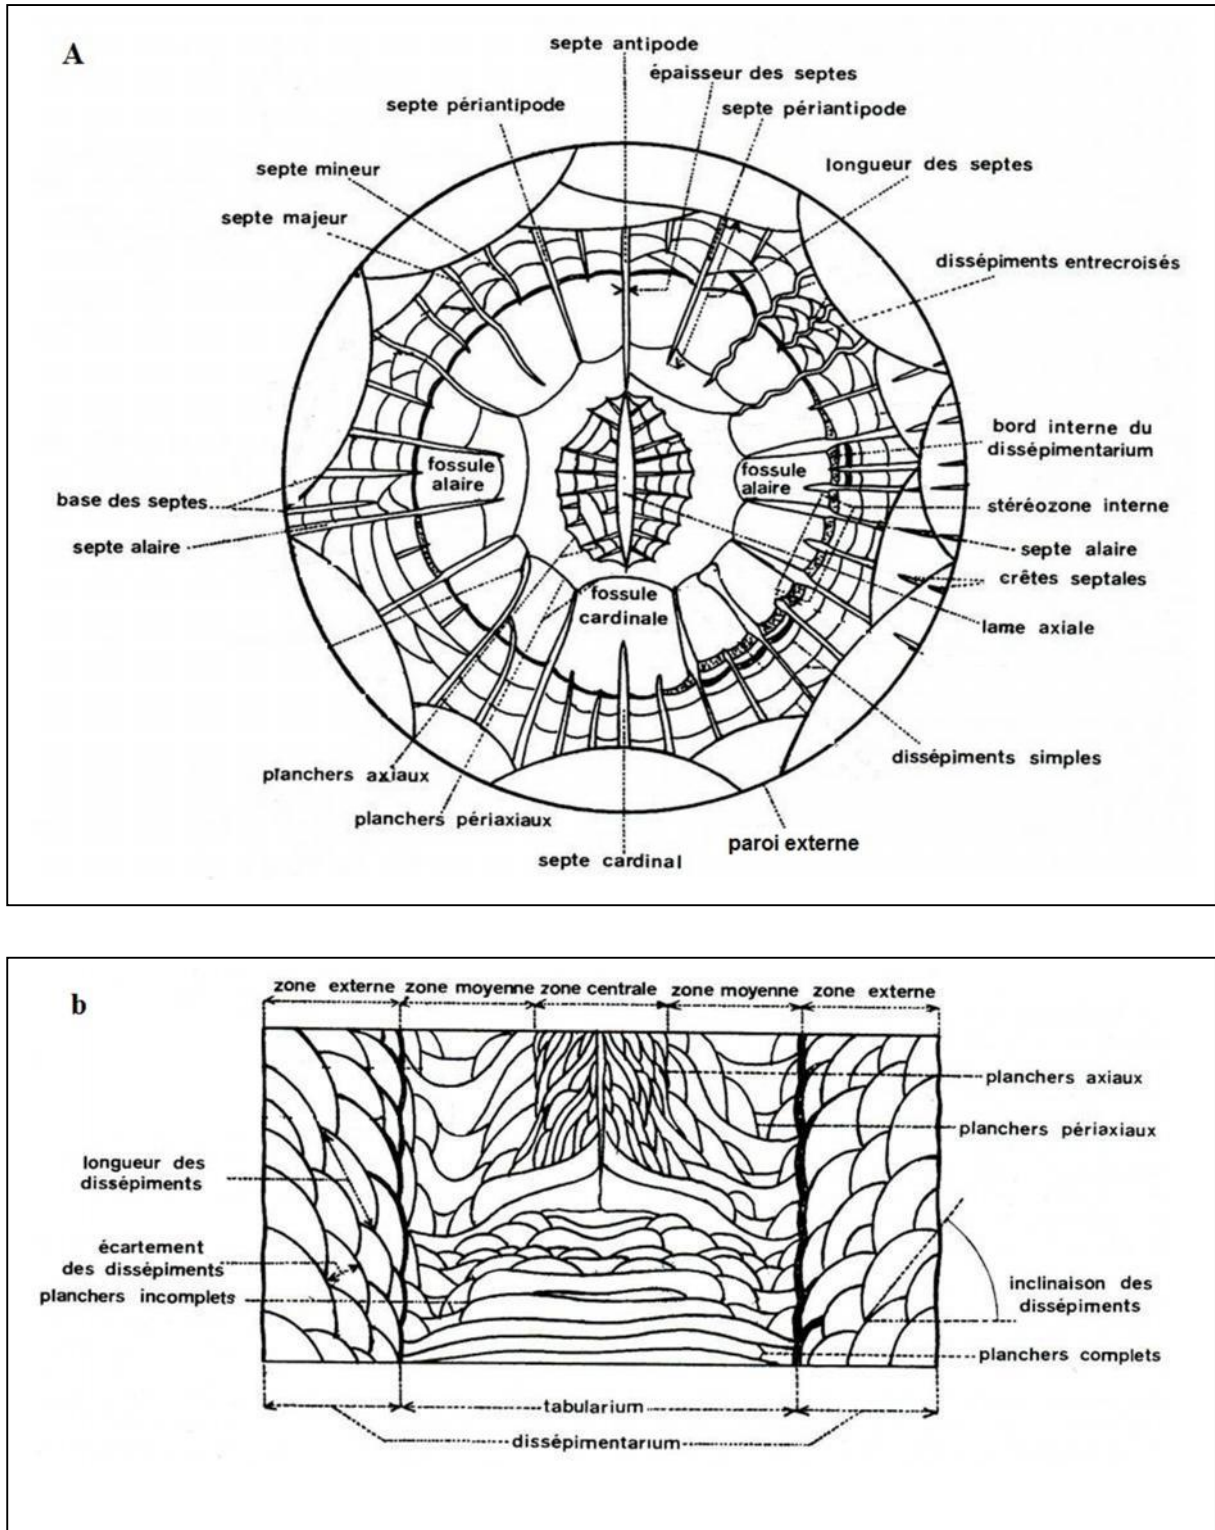 A
septe antipode
épaisseur des septes
septe périantipode
septe périantipode
septe mineur
longueur des septes
septe majeur
dissépiments entrecroisés
bord interne du
dissépimentarium
fossule
alaire
fossule
alaire
base des septes
stéréozone interne
septe alaire
septe alaire
crêtes septales
fossule
cardinale
lame axiale
dissépiments simples
planchers axiaux
planchers périaxiaux
paroi externe
septe cardinal
b
zone externe
zone moyenne
zone centrale
zone moyenne
zone externe
planchers axiaux
planchers périaxiaux
longueur des
dissépiments
écartement
des dissépiments
planchers incomplets
inclinaison des
dissépiments
planchers complets
tabularium
dissépimentarium